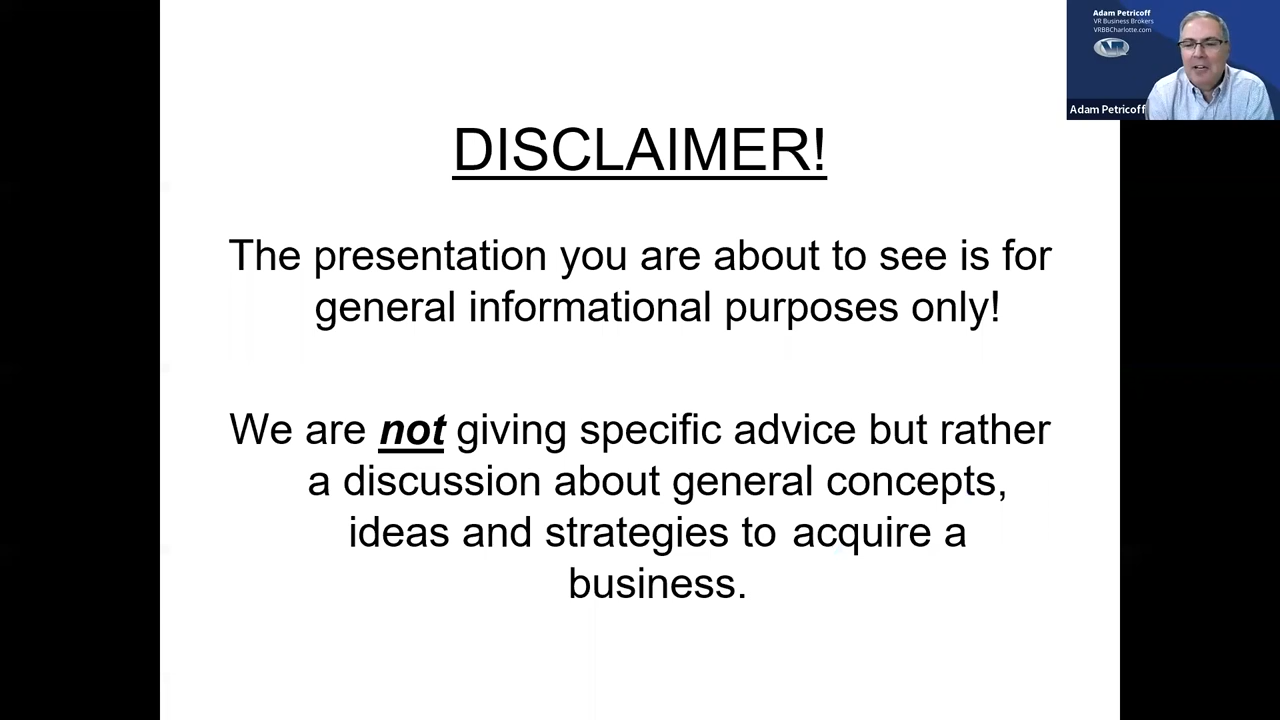 Adam Petricoff
VR Business Brokers
VRBBCharlotte.com
VR
Adam Petricoff
DISCLAIMER!
The presentation you are about to see is for
general informational purposes only!
We are not giving specific advice but rather
a discussion about general concepts,
ideas and strategies to acquire a
business.